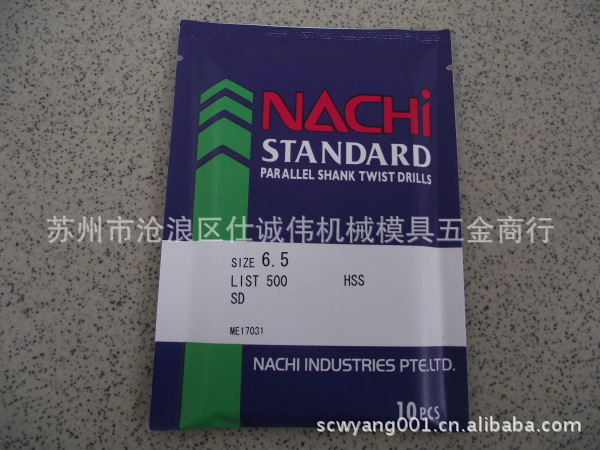 NACHi
STANDARD
PARALLEL SHANK TWIST DRILLS
苏州市沧浪区仕诚伟机械模具五金商行
SIZE 6.5
LIST 500 HSS
SD
ME17031
NACHI INDUSTRIES PTE.LTD.
10 PCS
scwyang001.cn.alibaba.com